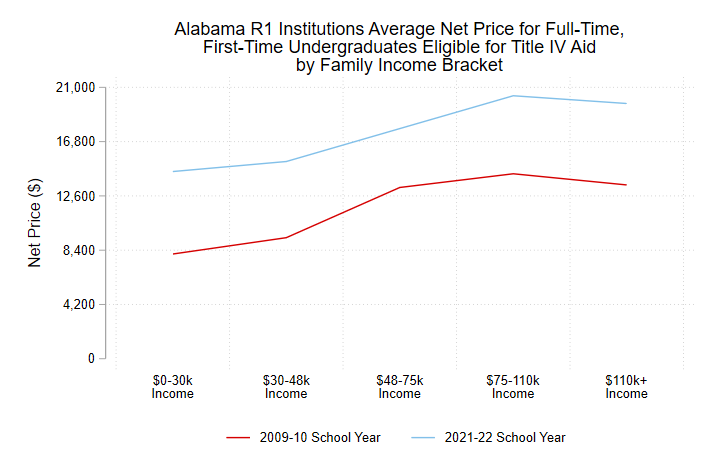 Alabama R1 Institutions Average Net Price for Full-Time,
First-Time Undergraduates Eligible for Title IV Aid
by Family Income Bracket
Net Price ($)
21,000
16,800
12,600
8,400
4,200
0
$0-30k
Income
$30-48k
Income
$48-75k
Income
$75-110k
Income
$110k+
Income
2009-10 School Year
2021-22 School Year